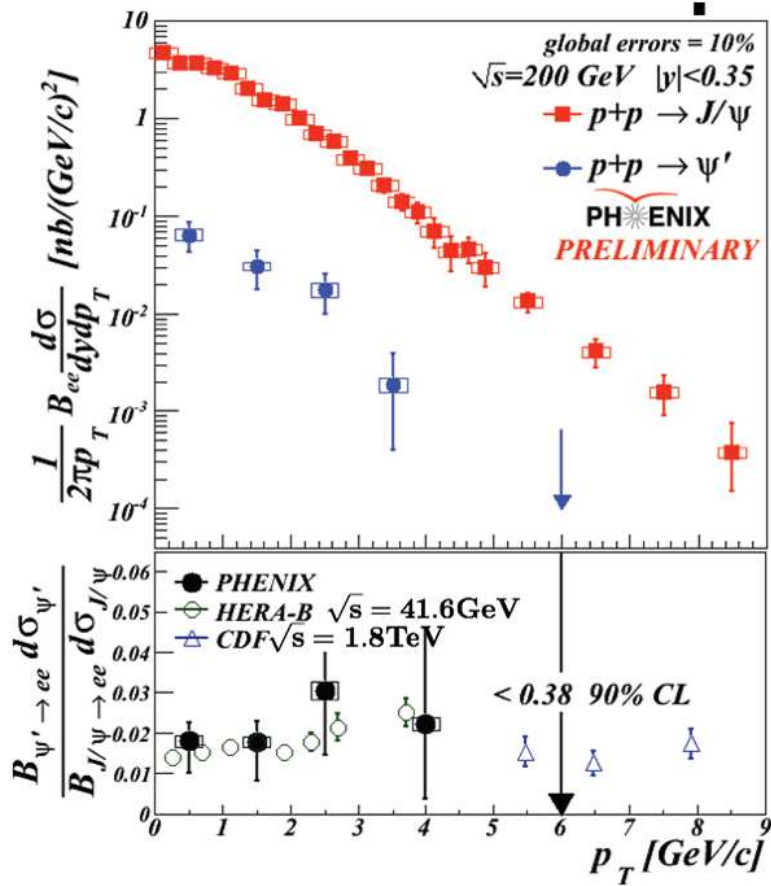 10
1
10⁻¹
10⁻²
10⁻³
10⁻⁴
1/2πp_T B_ee dσ/dydp_T [nb/(GeV/c)²]
global errors = 10%
√s=200 GeV |y|<0.35
p+p → J/ψ
p+p → ψ'
PHENIX
PRELIMINARY
B_ψ'→ee dσ_ψ' / B_J/ψ→ee dσ_J/ψ
0.06
0.05
0.04
0.03
0.02
0.01
0
PHENIX
HERA-B √s = 41.6GeV
CDF√s = 1.8TeV
< 0.38 90% CL
0 1 2 3 4 5 6 7 8 9
p_T [GeV/c]